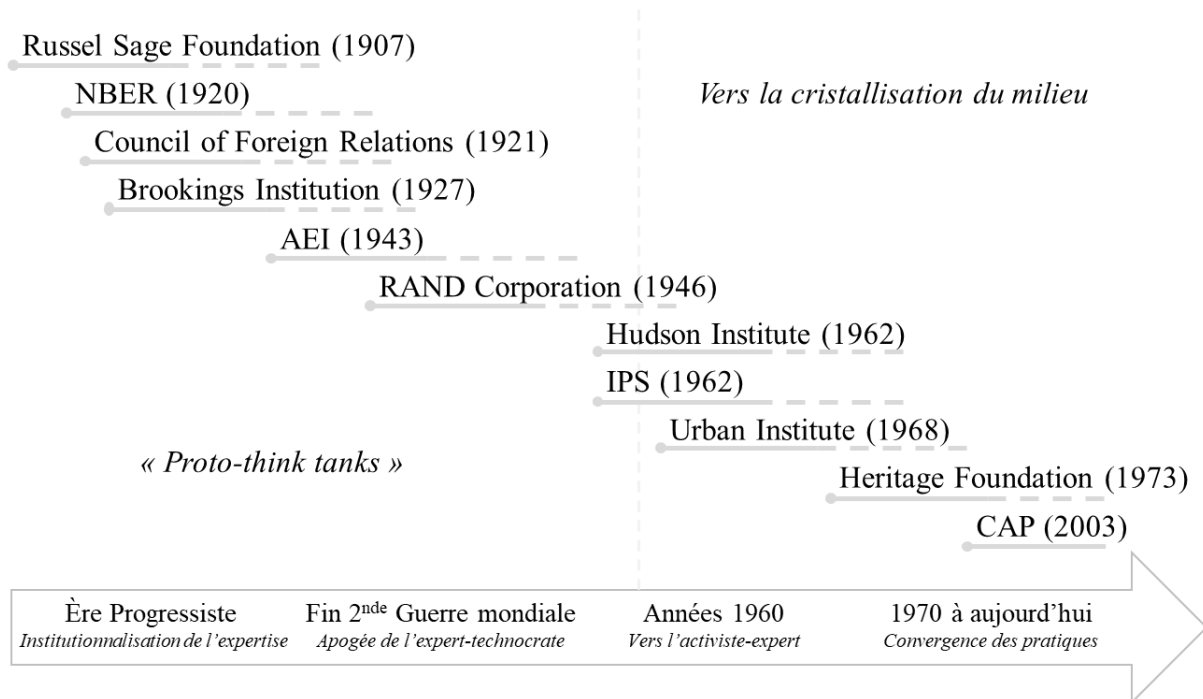 Russel Sage Foundation (1907)
NBER (1920)
Vers la cristallisation du milieu
Council of Foreign Relations (1921)
Brookings Institution (1927)
AEI (1943)
RAND Corporation (1946)
Hudson Institute (1962)
IPS (1962)
Urban Institute (1968)
« Proto-think tanks »
Heritage Foundation (1973)
CAP (2003)
Ère Progressiste
Institutionnalisation de l'expertise
Fin 2nde Guerre mondiale
Apogée de l'expert-technocrate
Années 1960
Vers l'activiste-expert
1970 à aujourd'hui
Convergence des pratiques